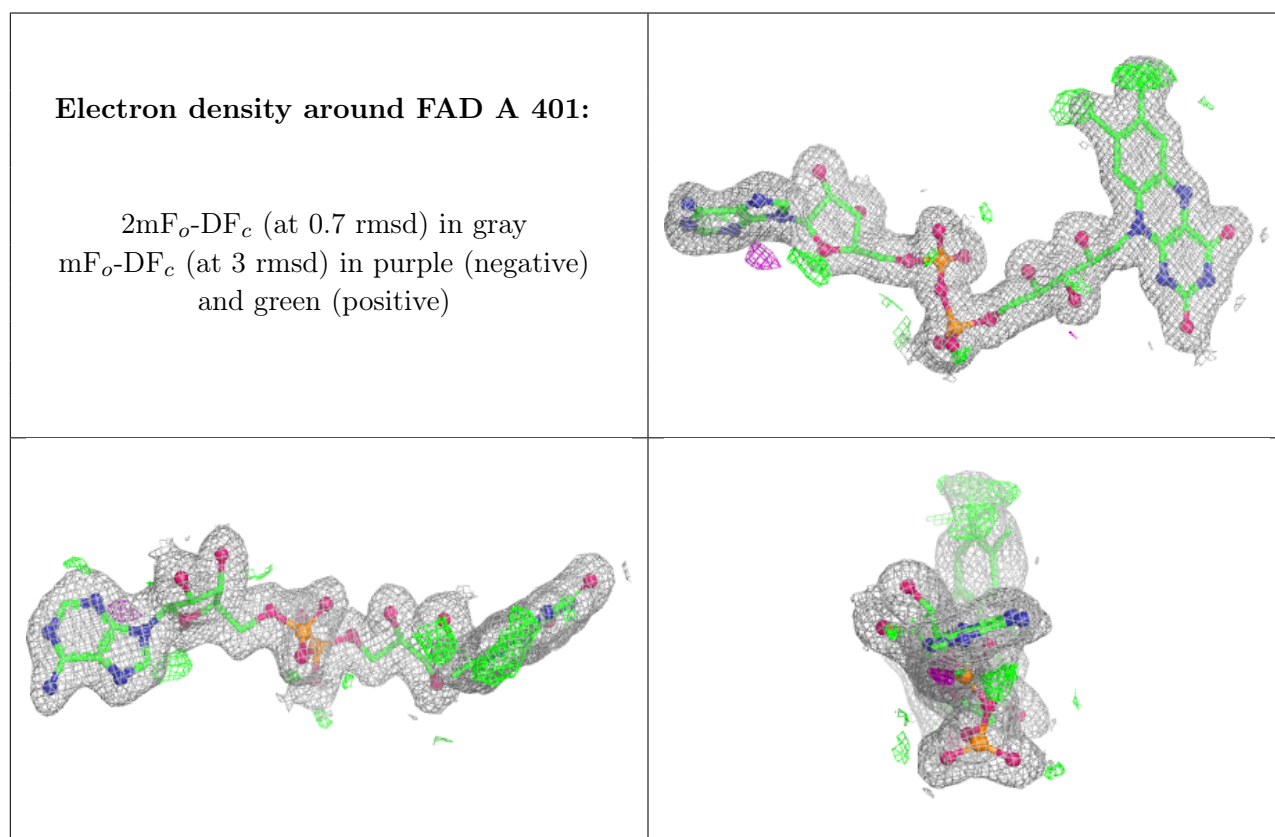 Electron density around FAD A 401:
2mFo-DFc (at 0.7 rmsd) in gray
mFo-DFc (at 3 rmsd) in purple (negative)
and green (positive)